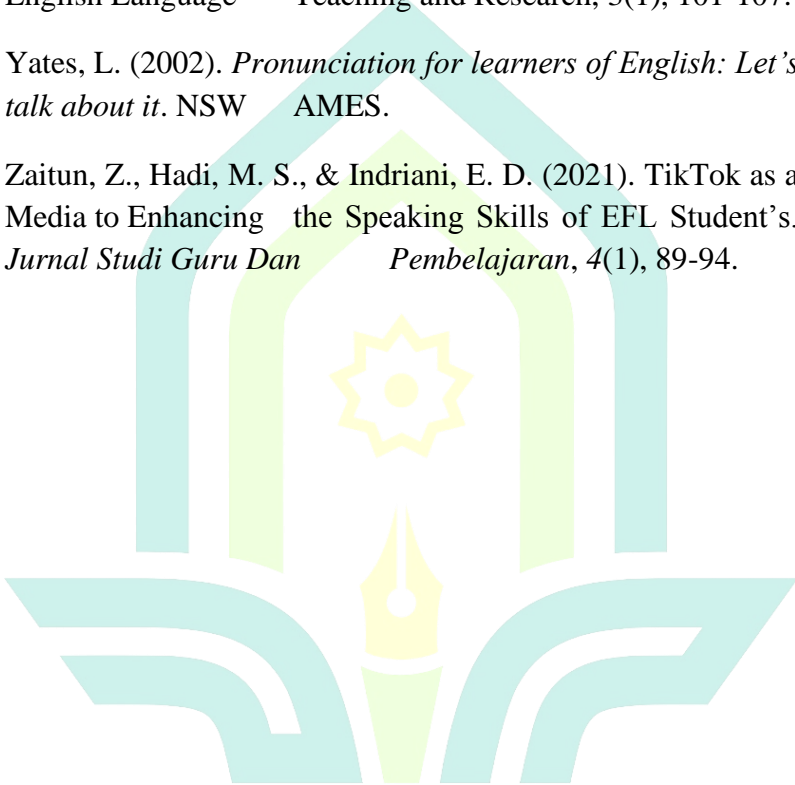 English Language Teaching and Research, 5(1), 101-107.
Yates, L. (2002). Pronunciation for learners of English: Let’s
talk about it. NSW AMES.
Zaitun, Z., Hadi, M. S., & Indriani, E. D. (2021). TikTok as a
Media to Enhancing the Speaking Skills of EFL Student’s.
Jurnal Studi Guru Dan Pembelajaran, 4(1), 89-94.